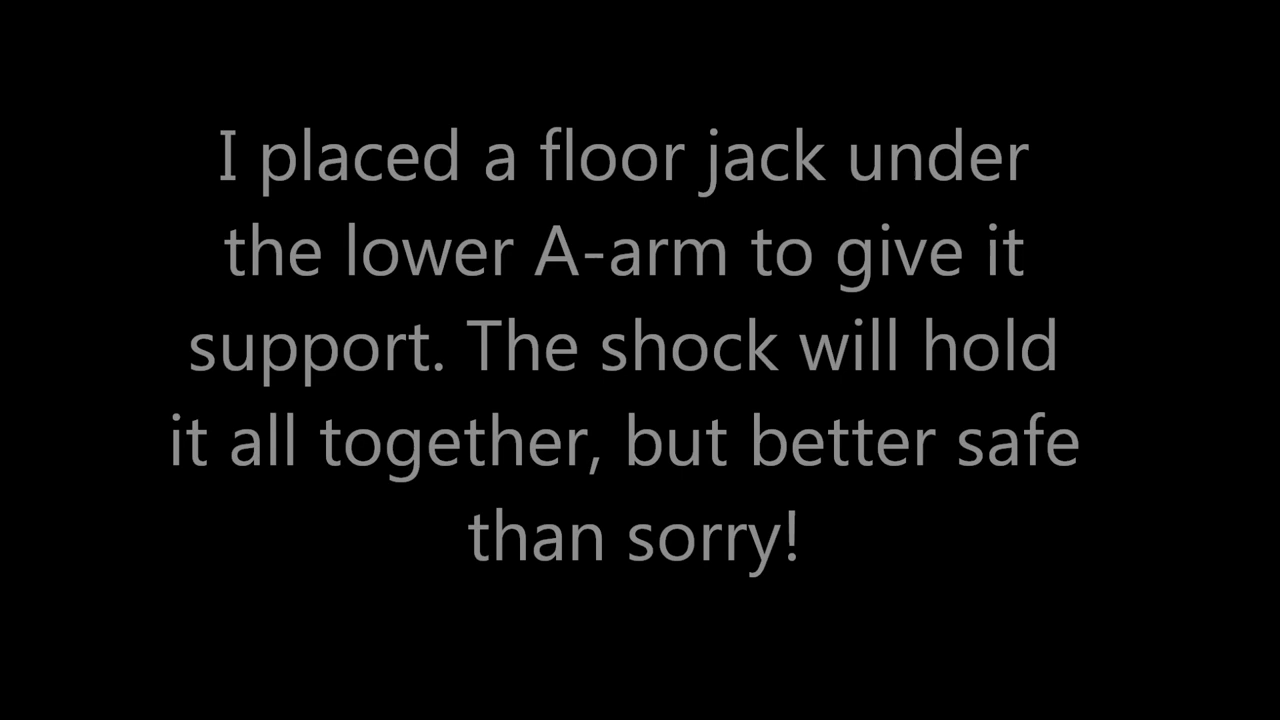 I placed a floor jack under
the lower A-arm to give it
support. The shock will hold
it all together, but better safe
than sorry!